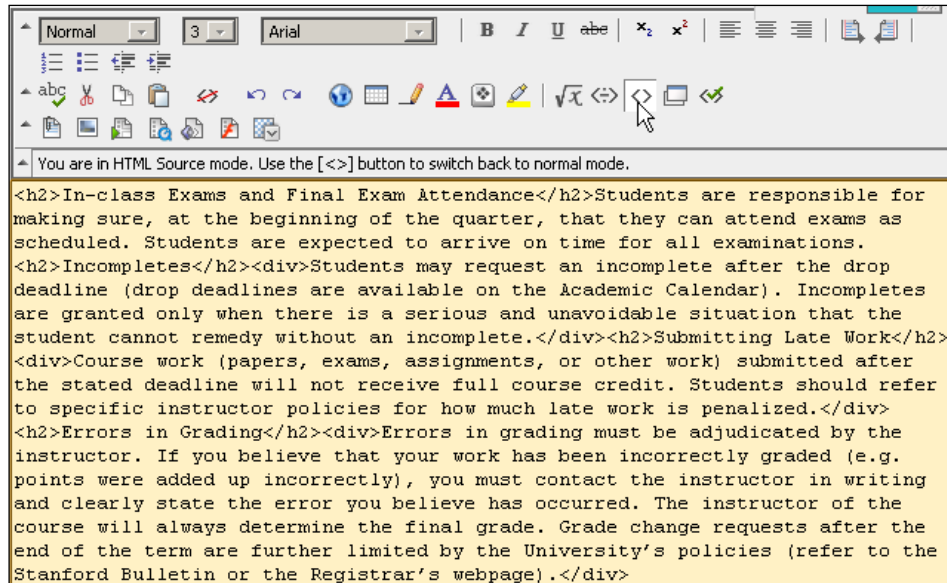 Normal 3 Arial B I U abc x₂ x²
abc √x <÷> <>
You are in HTML Source mode. Use the [<>] button to switch back to normal mode.
<h2>In-class Exams and Final Exam Attendance</h2>Students are responsible for
making sure, at the beginning of the quarter, that they can attend exams as
scheduled. Students are expected to arrive on time for all examinations.
<h2>Incompletes</h2><div>Students may request an incomplete after the drop
deadline (drop deadlines are available on the Academic Calendar). Incompletes
are granted only when there is a serious and unavoidable situation that the
student cannot remedy without an incomplete.</div><h2>Submitting Late Work</h2>
<div>Course work (papers, exams, assignments, or other work) submitted after
the stated deadline will not receive full course credit. Students should refer
to specific instructor policies for how much late work is penalized.</div>
<h2>Errors in Grading</h2><div>Errors in grading must be adjudicated by the
instructor. If you believe that your work has been incorrectly graded (e.g.
points were added up incorrectly), you must contact the instructor in writing
and clearly state the error you believe has occurred. The instructor of the
course will always determine the final grade. Grade change requests after the
end of the term are further limited by the University's policies (refer to the
Stanford Bulletin or the Registrar's webpage).</div>